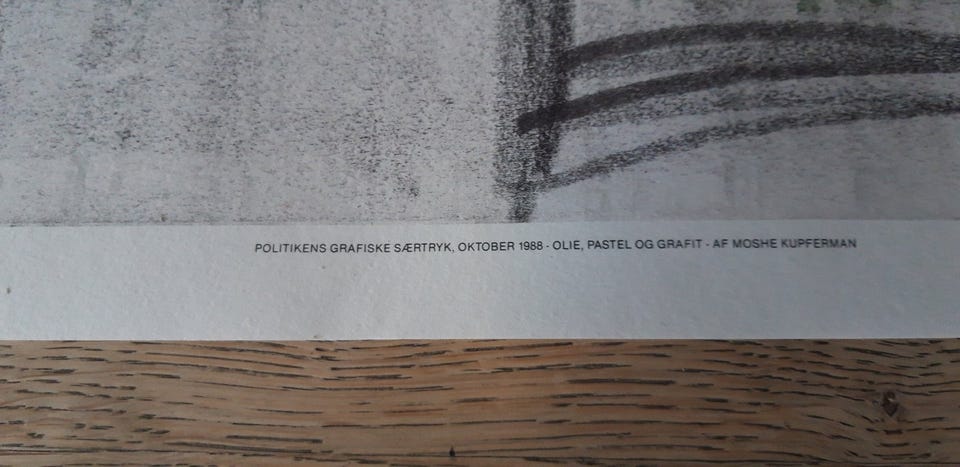 POLITIKENS GRAFISKE SÆRTRYK, OKTOBER 1988 - OLIE, PASTEL OG GRAFIT - AF MOSHE KUPFERMAN